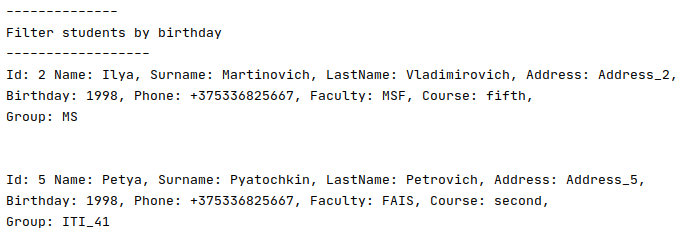 --------------
Filter students by birthday
------------------
Id: 2 Name: Ilya, Surname: Martinovich, LastName: Vladimirovich, Address: Address_2,
Birthday: 1998, Phone: +375336825667, Faculty: MSF, Course: fifth,
Group: MS
Id: 5 Name: Petya, Surname: Pyatochkin, LastName: Petrovich, Address: Address_5,
Birthday: 1998, Phone: +375336825667, Faculty: FAIS, Course: second,
Group: ITI_41